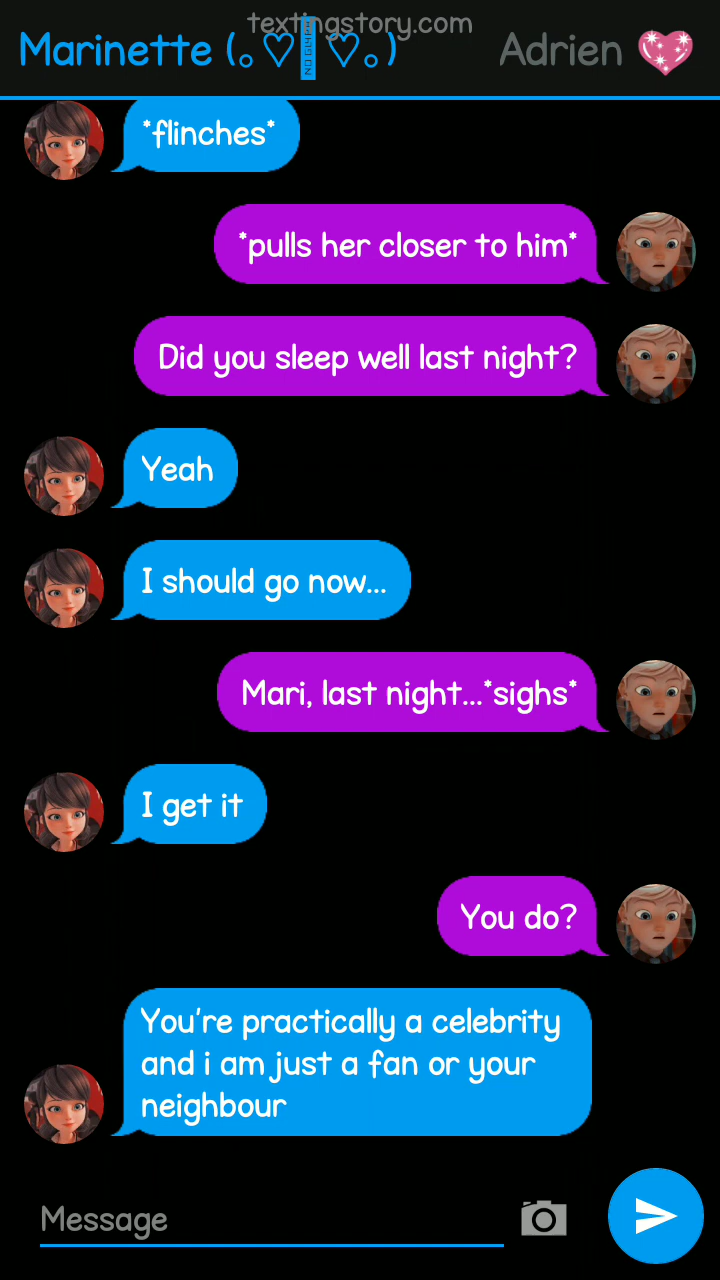 textingstory.com
Marinette (｡♡ ♡｡)
Adrien 💖
*flinches*
*pulls her closer to him*
Did you sleep well last night?
Yeah
I should go now...
Mari, last night...*sighs*
I get it
You do?
You're practically a celebrity
and i am just a fan or your
neighbour
Message